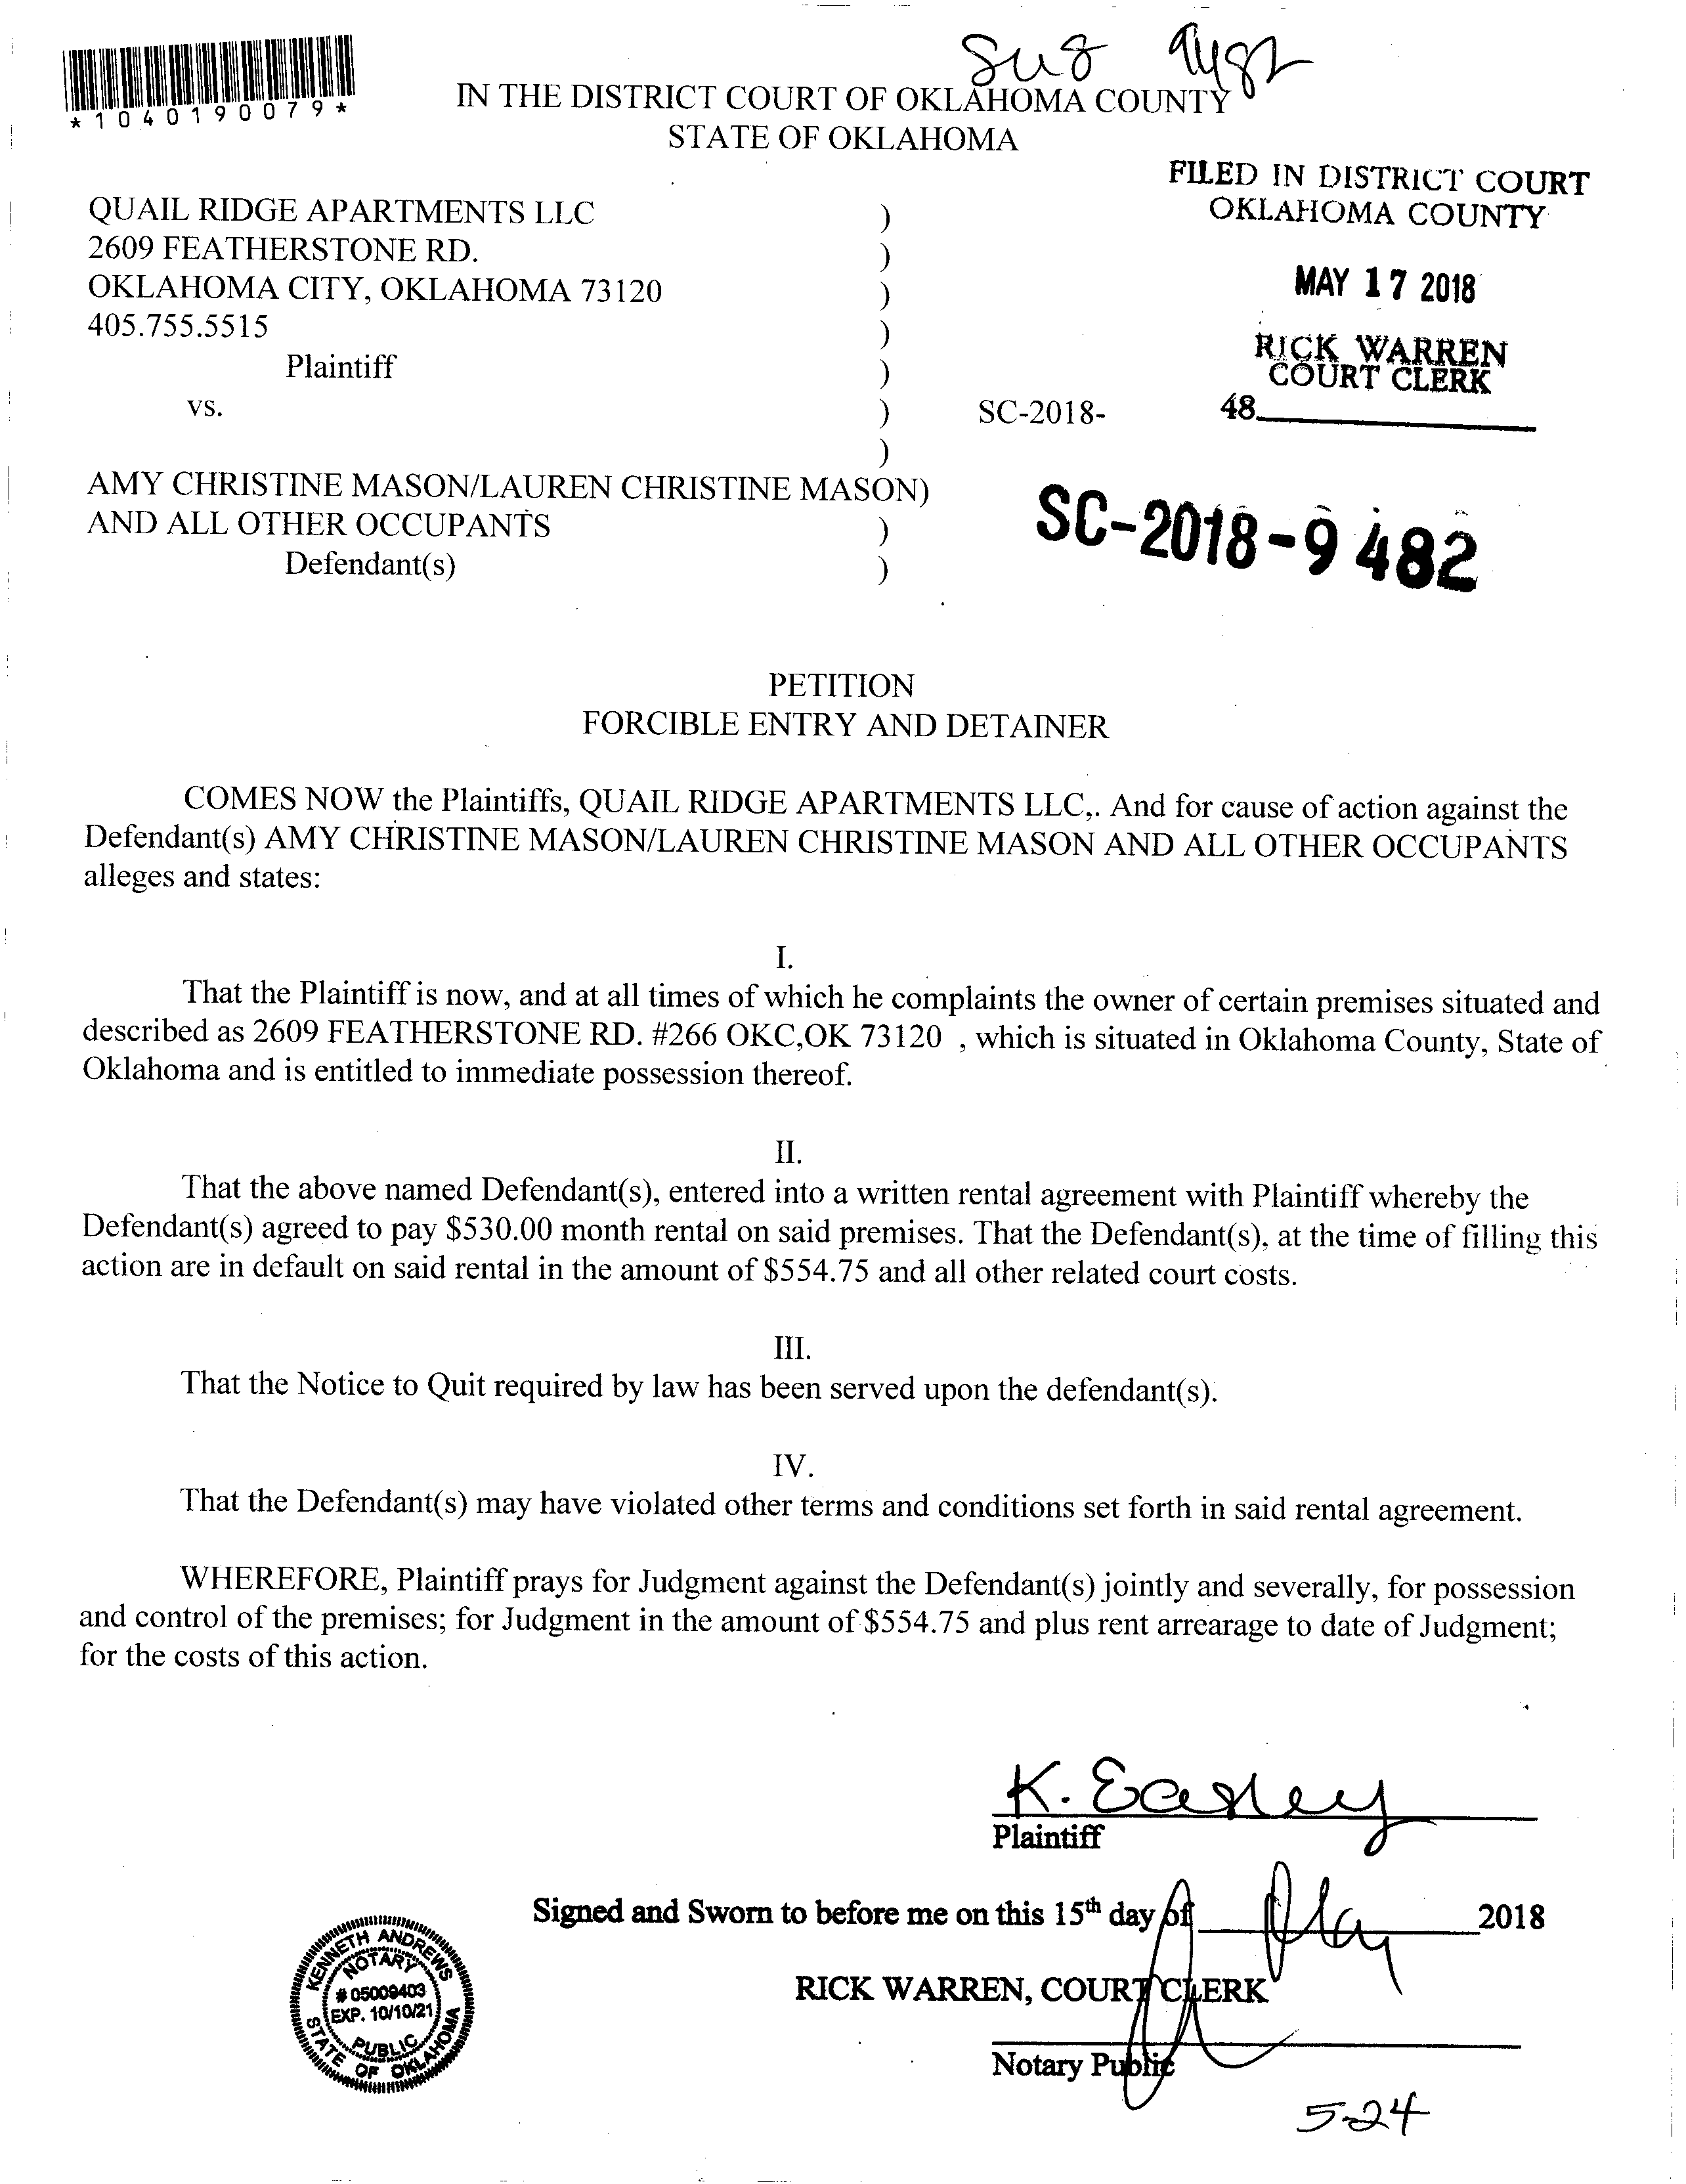 *1040190079*
IN THE DISTRICT COURT OF OKLAHOMA COUNTY
STATE OF OKLAHOMA
FILED IN DISTRICT COURT
OKLAHOMA COUNTY
MAY 17 2018
RICK WARREN
COURT CLERK
48
QUAIL RIDGE APARTMENTS LLC )
2609 FEATHERSTONE RD. )
OKLAHOMA CITY, OKLAHOMA 73120 )
405.755.5515 )
Plaintiff )
vs. ) SC-2018-
)
AMY CHRISTINE MASON/LAUREN CHRISTINE MASON)
AND ALL OTHER OCCUPANTS )
Defendant(s) )
SC-2018-9482
PETITION
FORCIBLE ENTRY AND DETAINER
COMES NOW the Plaintiffs, QUAIL RIDGE APARTMENTS LLC,. And for cause of action against the
Defendant(s) AMY CHRISTINE MASON/LAUREN CHRISTINE MASON AND ALL OTHER OCCUPANTS
alleges and states:
I.
That the Plaintiff is now, and at all times of which he complaints the owner of certain premises situated and
described as 2609 FEATHERSTONE RD. #266 OKC,OK 73120 , which is situated in Oklahoma County, State of
Oklahoma and is entitled to immediate possession thereof.
II.
That the above named Defendant(s), entered into a written rental agreement with Plaintiff whereby the
Defendant(s) agreed to pay $530.00 month rental on said premises. That the Defendant(s), at the time of filling this
action are in default on said rental in the amount of $554.75 and all other related court costs.
III.
That the Notice to Quit required by law has been served upon the defendant(s).
IV.
That the Defendant(s) may have violated other terms and conditions set forth in said rental agreement.
WHEREFORE, Plaintiff prays for Judgment against the Defendant(s) jointly and severally, for possession
and control of the premises; for Judgment in the amount of $554.75 and plus rent arrearage to date of Judgment;
for the costs of this action.
K. Easley
Plaintiff
Signed and Sworn to before me on this 15th day of May 2018
RICK WARREN, COURT CLERK
Notary Public
KENNETH ANDREWS
NOTARY
# 05009403
EXP. 10/10/21
PUBLIC
STATE OF OKLAHOMA
5-24